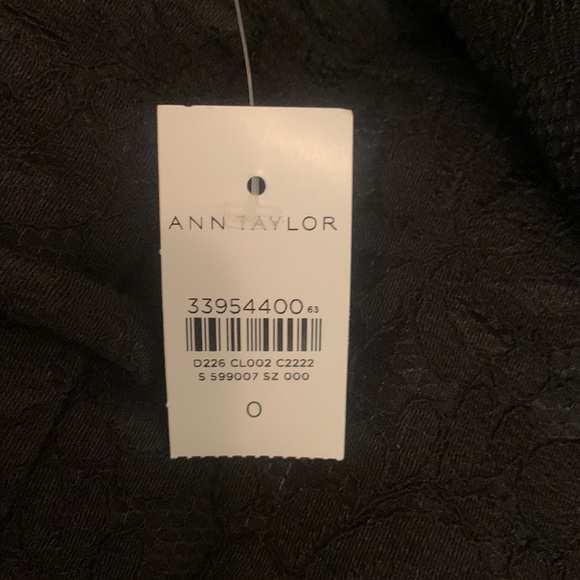 ANN TAYLOR
33954400 63
D226 CL002 C2222
S 599007 SZ 000
0